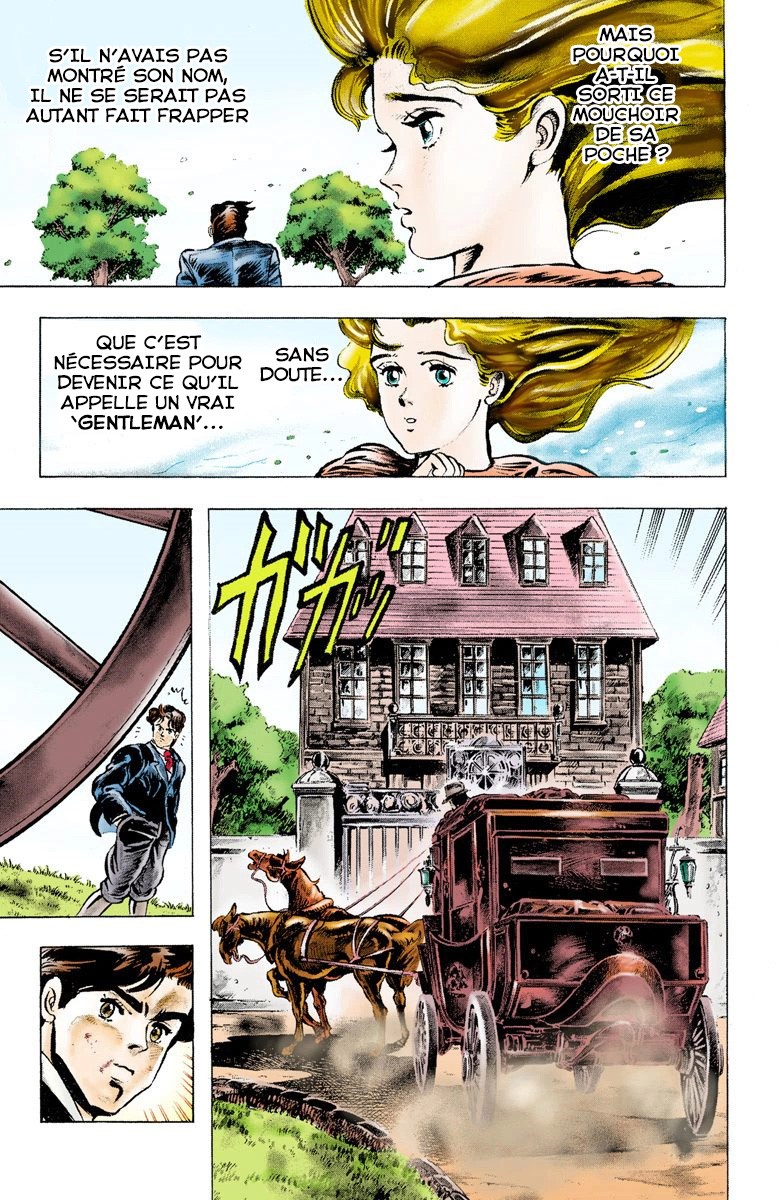 MAIS
POURQUOI
A-T-IL
SORTI CE
MOUCHOIR
DE SA
POCHE ?
S'IL N'AVAIS PAS
MONTRÉ SON NOM,
IL NE SE SERAIT PAS
AUTANT FAIT FRAPPER
SANS
DOUTE...
QUE C'EST
NÉCESSAIRE POUR
DEVENIR CE QU'IL
APPELLE UN VRAI
‵GENTLEMAN′...
ガガッ